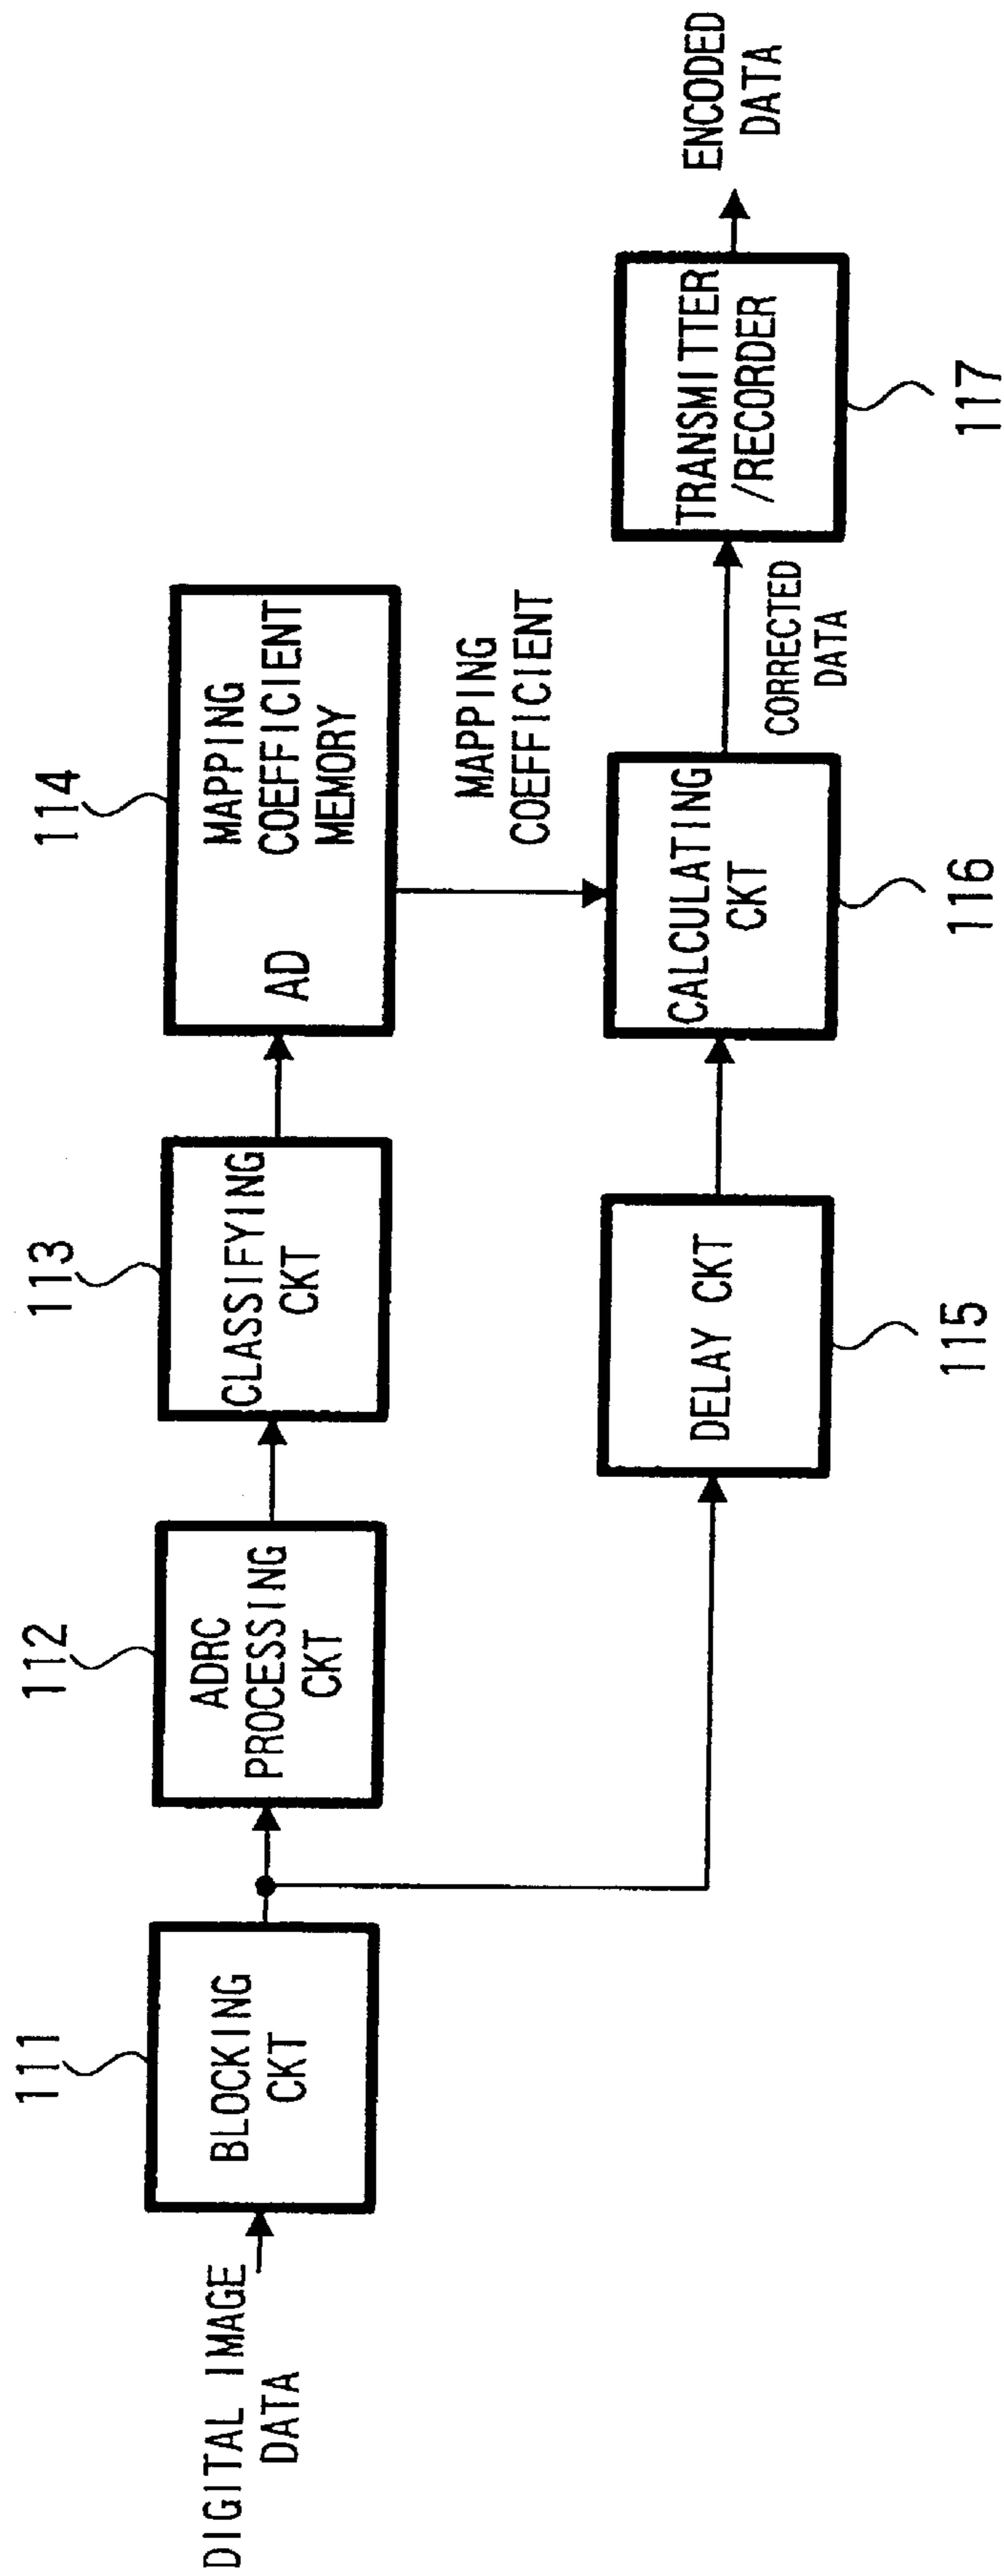 DIGITAL IMAGE
DATA
111
BLOCKING
CKT
112
ADRC
PROCESSING
CKT
113
CLASSIFYING
CKT
114
MAPPING
COEFFICIENT
MEMORY
AD
MAPPING
COEFFICIENT
DELAY CKT
115
CALCULATING
CKT
116
CORRECTED
DATA
TRANSMITTER
/RECORDER
117
ENCODED
DATA